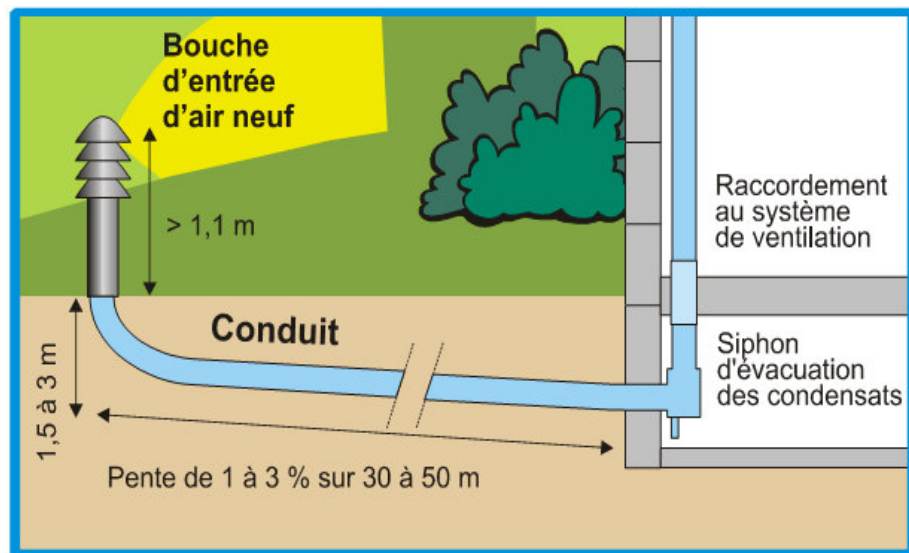 Bouche
d'entrée
d'air neuf
> 1,1 m
Raccordement
au système
de ventilation
Conduit
1,5 à 3 m
Siphon
d'évacuation
des condensats
Pente de 1 à 3 % sur 30 à 50 m